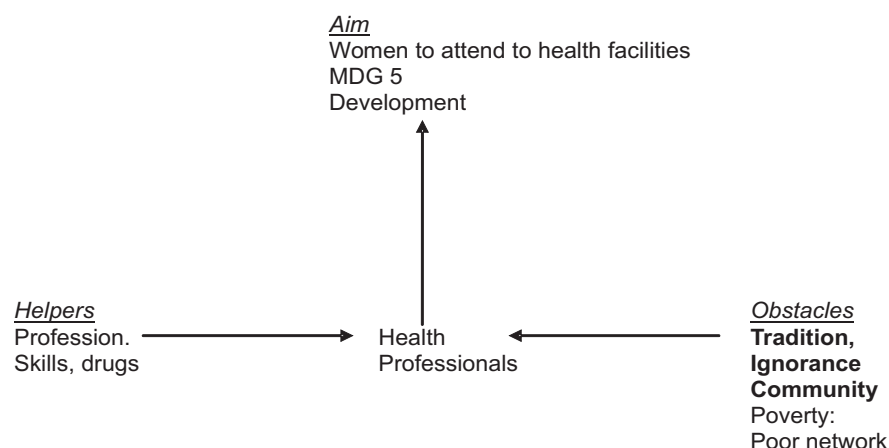 Aim
Women to attend to health facilities
MDG 5
Development
Helpers
Profession.
Skills, drugs
Health
Professionals
Obstacles
Tradition,
Ignorance
Community
Poverty:
Poor network